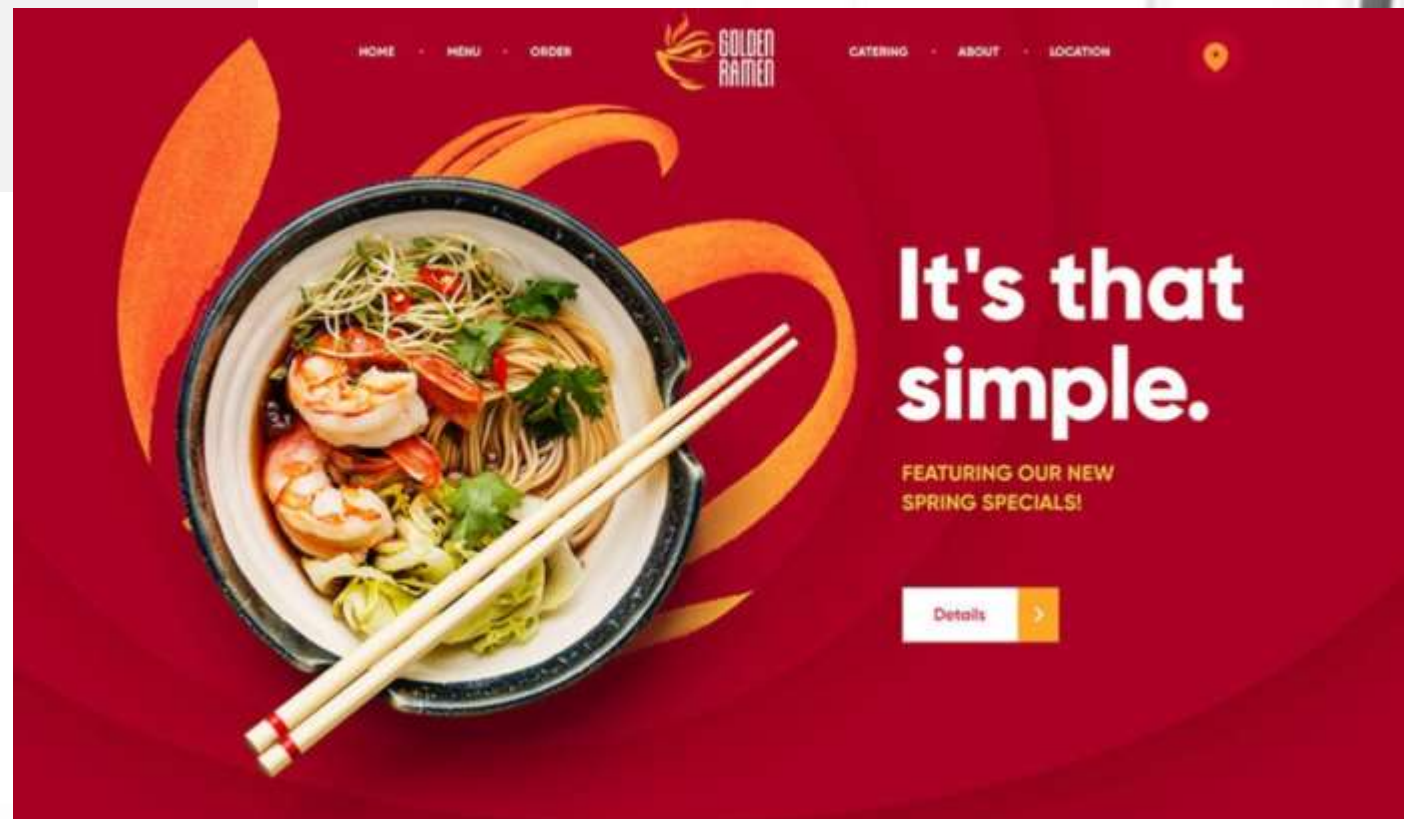 HOME • MENU • ORDER
GOLDEN
RAMEN
CATERING • ABOUT • LOCATION
It's that
simple.
FEATURING OUR NEW
SPRING SPECIALS!
Details